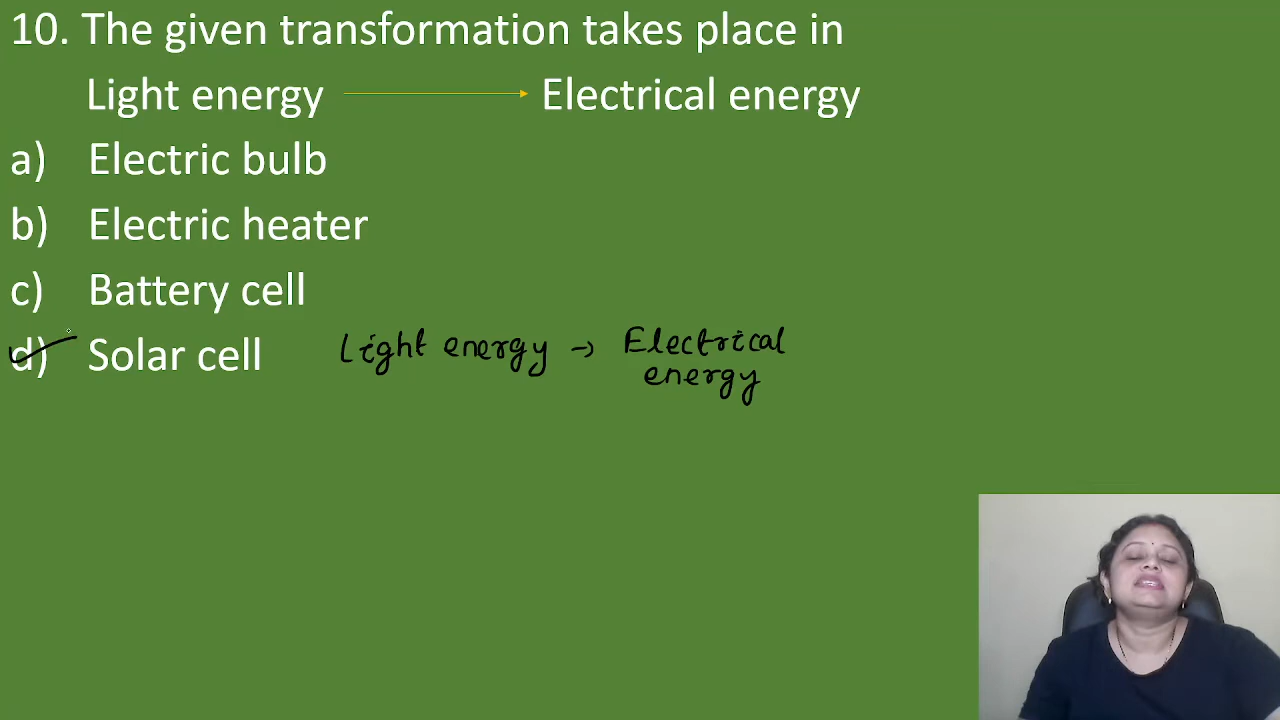 10. The given transformation takes place in
Light energy → Electrical energy
a) Electric bulb
b) Electric heater
c) Battery cell
d) Solar cell Light energy → Electrical
energy